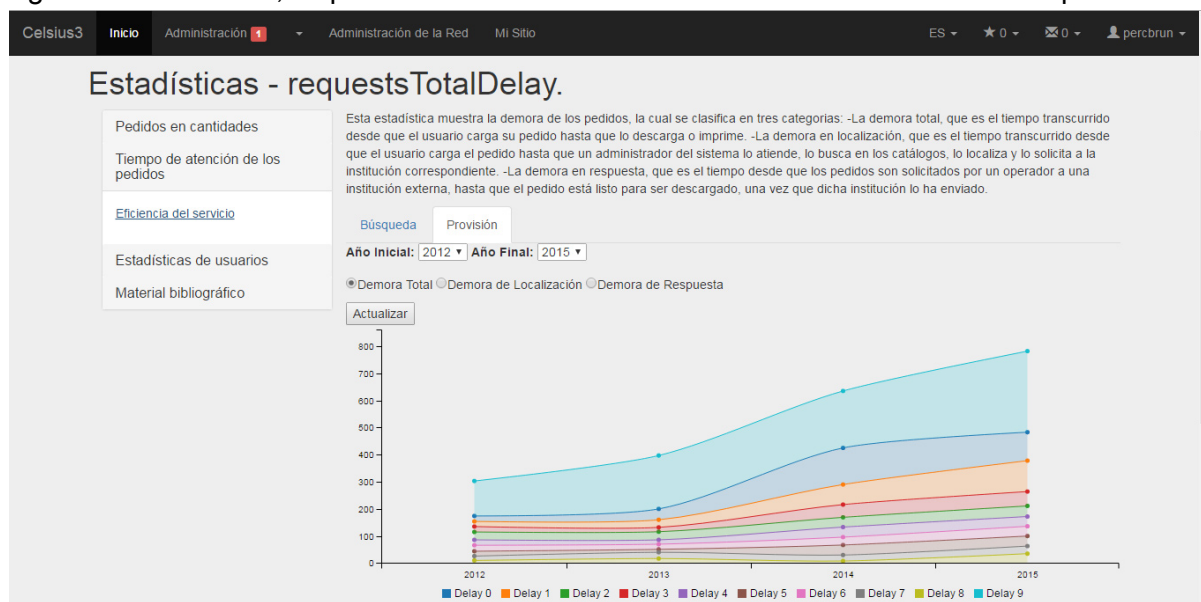 Celsius3 Inicio Administración 1 Administración de la Red Mi Sitio ES 0 0 percbrun
Estadísticas - requestsTotalDelay.
Pedidos en cantidades
Tiempo de atención de los
pedidos
Eficiencia del servicio
Estadísticas de usuarios
Material bibliográfico
Esta estadística muestra la demora de los pedidos, la cual se clasifica en tres categorias: -La demora total, que es el tiempo transcurrido
desde que el usuario carga su pedido hasta que lo descarga o imprime. -La demora en localización, que es el tiempo transcurrido desde
que el usuario carga el pedido hasta que un administrador del sistema lo atiende, lo busca en los catálogos, lo localiza y lo solicita a la
institución correspondiente. -La demora en respuesta, que es el tiempo desde que los pedidos son solicitados por un operador a una
institución externa, hasta que el pedido está listo para ser descargado, una vez que dicha institución lo ha enviado.
Búsqueda Provisión
Año Inicial: 2012 Año Final: 2015
Demora Total Demora de Localización Demora de Respuesta
Actualizar
800
700
600
500
400
300
200
100
0
2012 2013 2014 2015
Delay 0 Delay 1 Delay 2 Delay 3 Delay 4 Delay 5 Delay 6 Delay 7 Delay 8 Delay 9